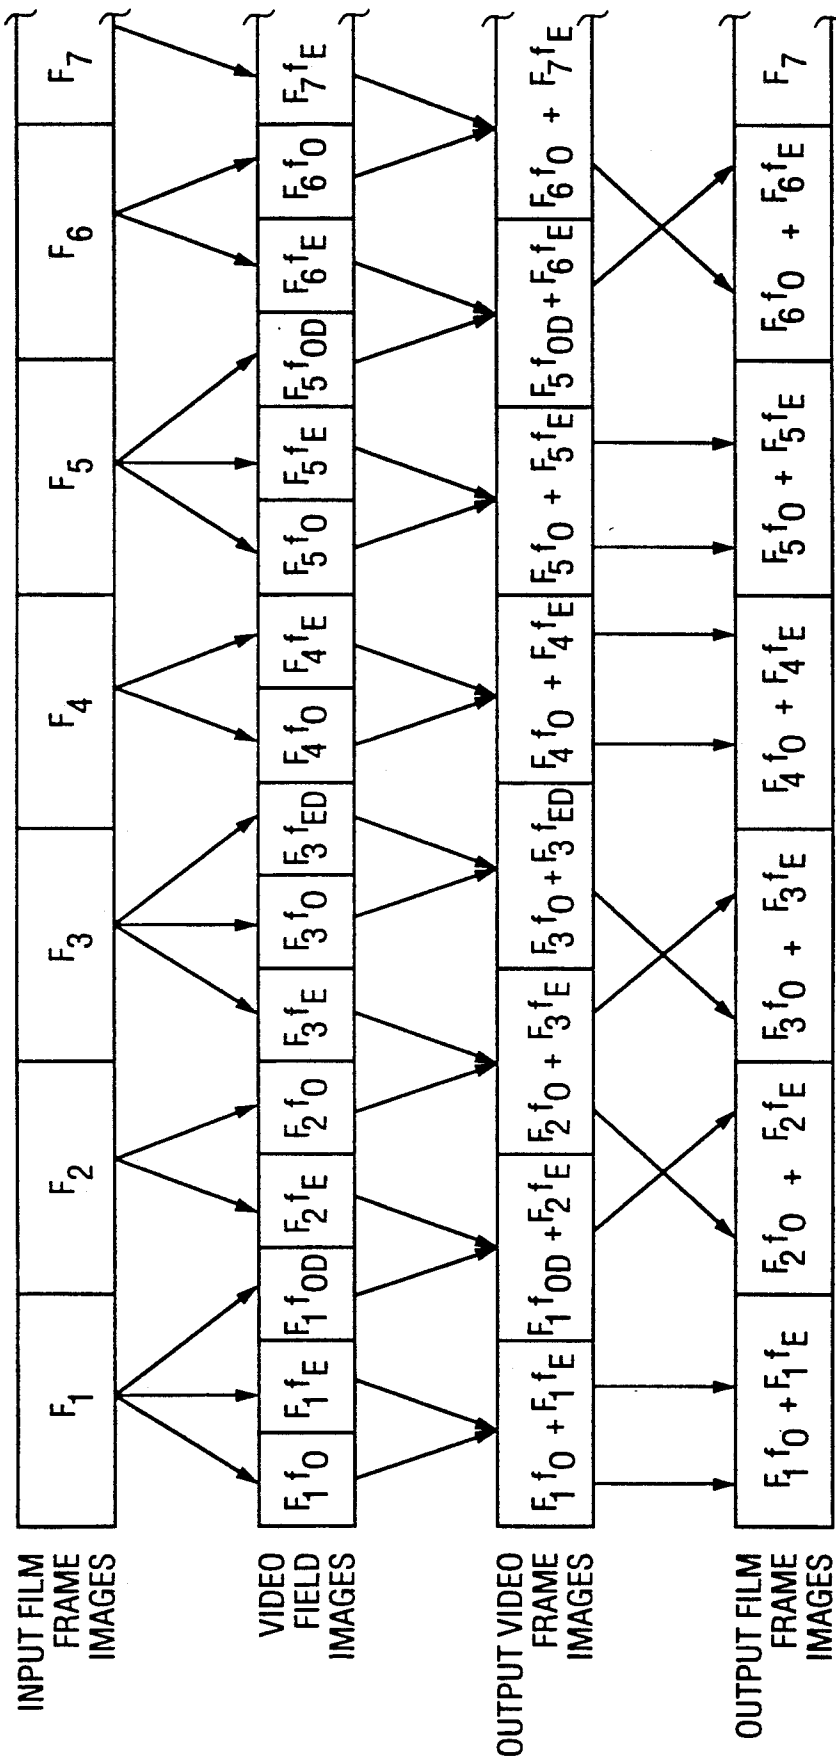 INPUT FILM
FRAME
IMAGES
F1 F2 F3 F4 F5 F6 F7
VIDEO
FIELD
IMAGES
F1fO F1fE F1fOD F2fE F2fO F3fE F3fO F3fED F4fO F4fE F5fO F5fE F5fOD F6fE F6fO F7fE
OUTPUT VIDEO
FRAME
IMAGES
F1fO + F1fE F1fOD + F2fE F2fO + F3fE F3fO + F3fED F4fO + F4fE F5fO + F5fE F5fOD + F6fE F6fO + F7fE
OUTPUT FILM
FRAME
IMAGES
F1fO + F1fE F2fO + F2fE F3fO + F3fE F4fO + F4fE F5fO + F5fE F6fO + F6fE F7